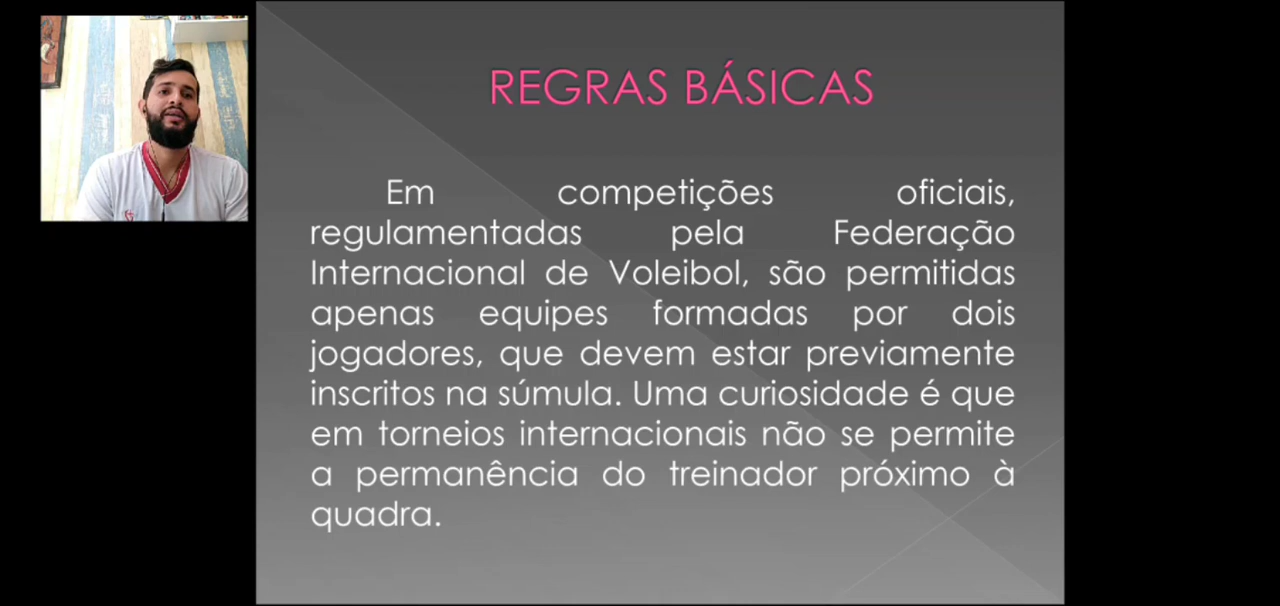 REGRAS BÁSICAS
Em competições oficiais,
regulamentadas pela Federação
Internacional de Voleibol, são permitidas
apenas equipes formadas por dois
jogadores, que devem estar previamente
inscritos na súmula. Uma curiosidade é que
em torneios internacionais não se permite
a permanência do treinador próximo à
quadra.